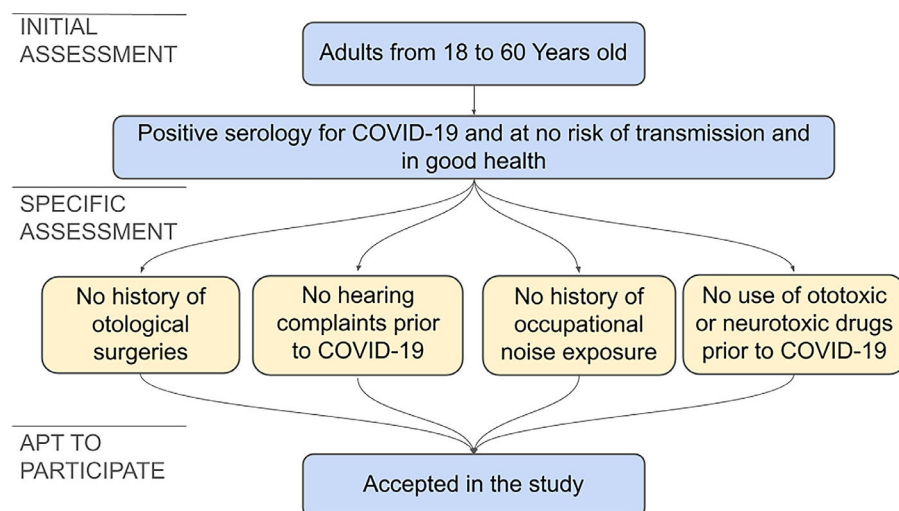 INITIAL
ASSESSMENT
Adults from 18 to 60 Years old
Positive serology for COVID-19 and at no risk of transmission and
in good health
SPECIFIC
ASSESSMENT
No history of
otological
surgeries
No hearing
complaints prior
to COVID-19
No history of
occupational
noise exposure
No use of ototoxic
or neurotoxic drugs
prior to COVID-19
APT TO
PARTICIPATE
Accepted in the study